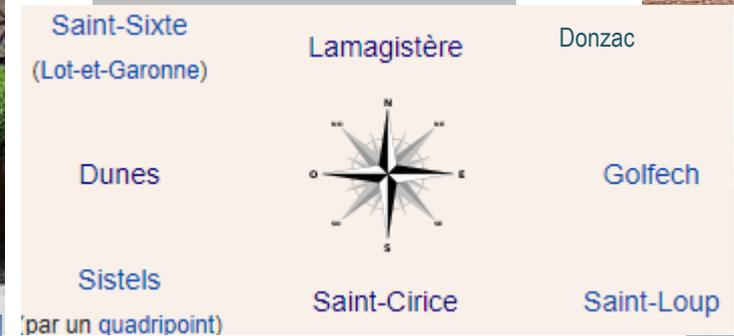 Saint-Sixte
(Lot-et-Garonne)
Lamagistère
Donzac
N
O
E
S
Dunes
Golfech
Sistels
(par un quadripoint)
Saint-Cirice
Saint-Loup